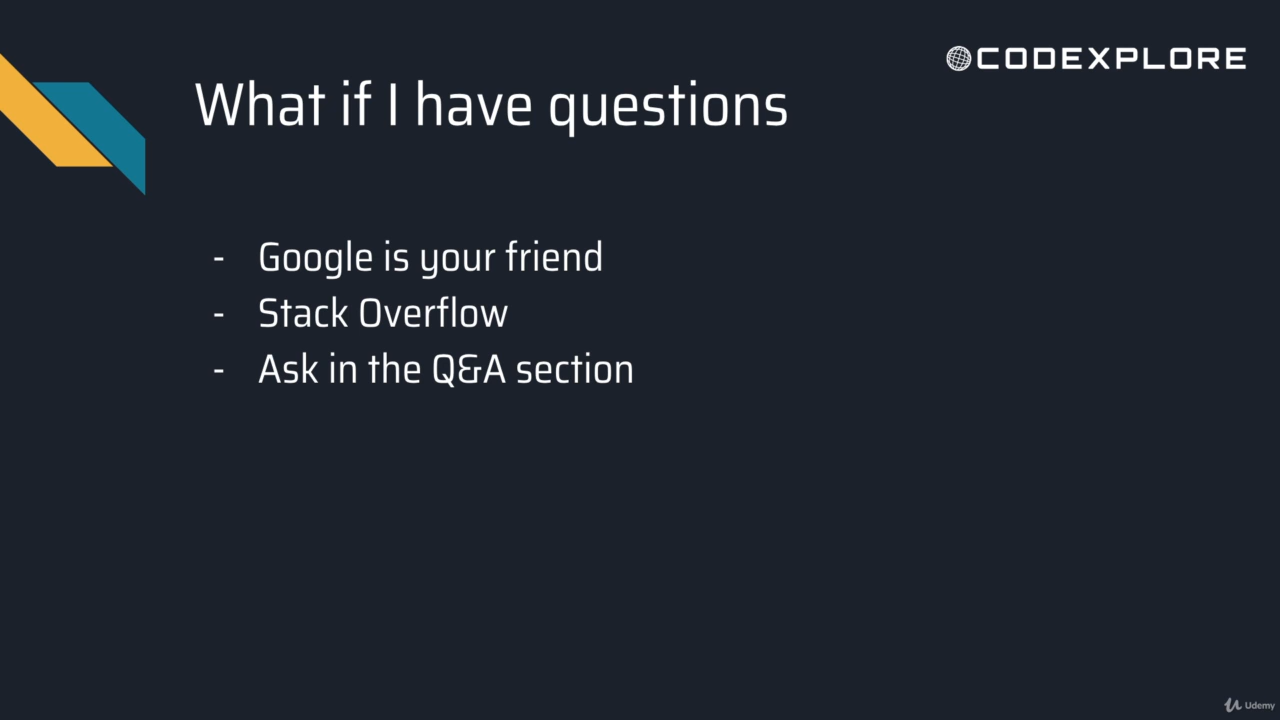 CODEXPLORE
What if I have questions
- Google is your friend
- Stack Overflow
- Ask in the Q&A section
Udemy